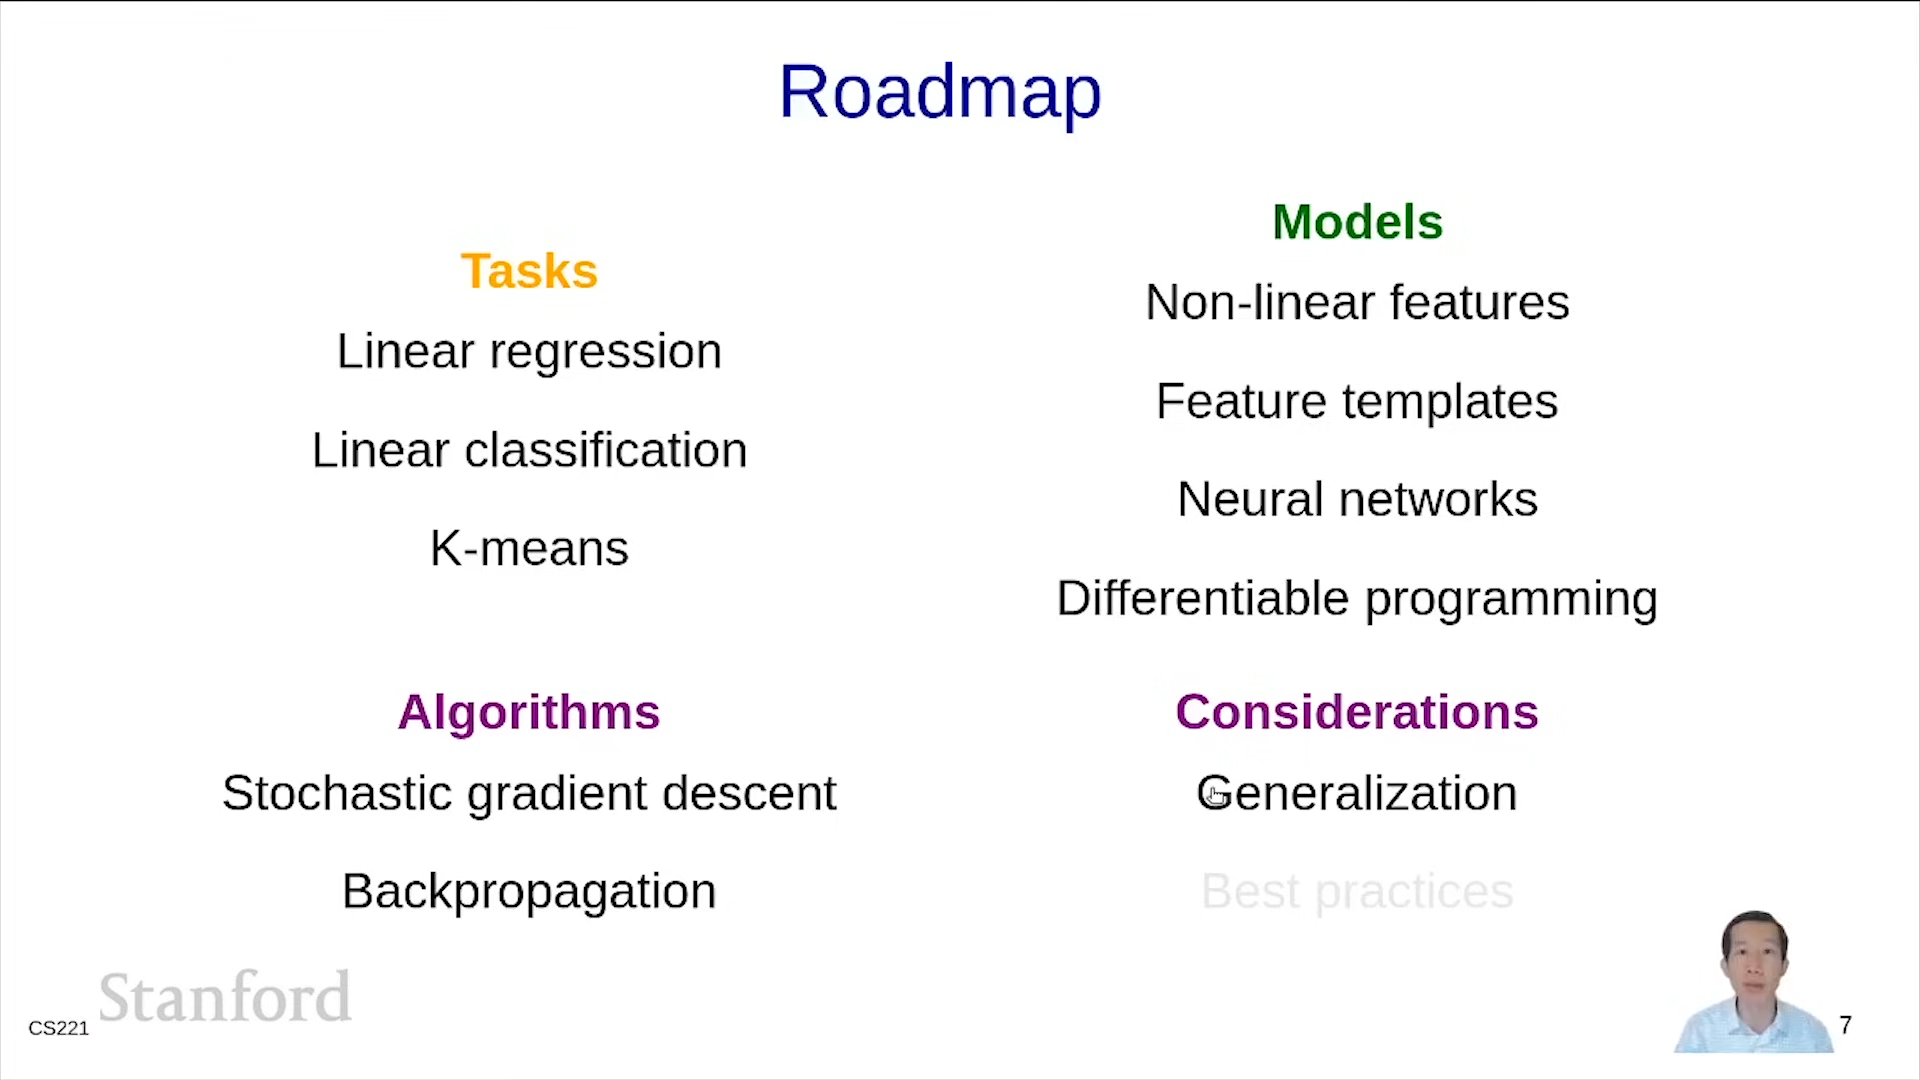 Roadmap
Tasks
Linear regression
Linear classification
K-means
Models
Non-linear features
Feature templates
Neural networks
Differentiable programming
Algorithms
Stochastic gradient descent
Backpropagation
Considerations
Generalization
Best practices
Stanford
CS221
7